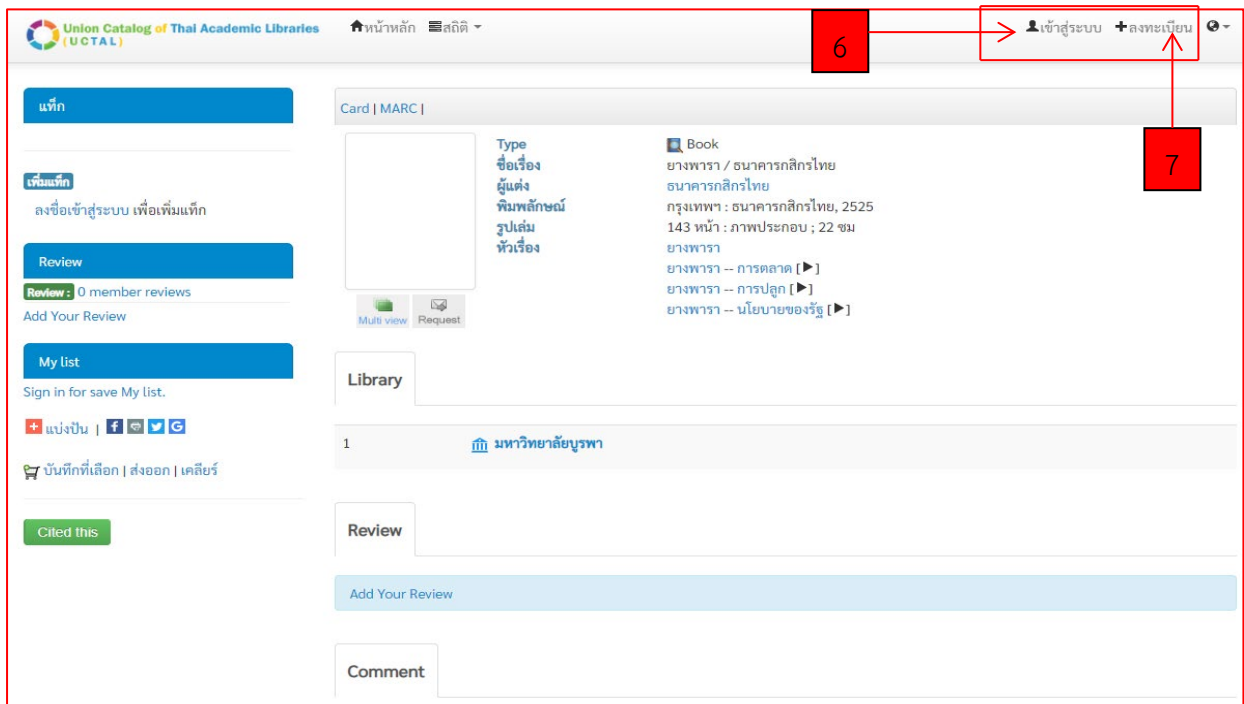 Union Catalog of Thai Academic Libraries
(UCTAL)
หน้าหลัก สถิติ
6
เข้าสู่ระบบ ลงทะเบียน
7
แท็ก
เพิ่มแท็ก
ลงชื่อเข้าสู่ระบบ เพื่อเพิ่มแท็ก
Review
Review : 0 member reviews
Add Your Review
My list
Sign in for save My list.
แบ่งปัน |
บันทึกที่เลือก | ส่งออก | เคลียร์
Cited this
Card | MARC |
Type Book
ชื่อเรื่อง ยางพารา / ธนาคารกสิกรไทย
ผู้แต่ง ธนาคารกสิกรไทย
พิมพลักษณ์ กรุงเทพฯ : ธนาคารกสิกรไทย, 2525
รูปเล่ม 143 หน้า : ภาพประกอบ ; 22 ซม
หัวเรื่อง ยางพารา
ยางพารา -- การตลาด [▶]
ยางพารา -- การปลูก [▶]
ยางพารา -- นโยบายของรัฐ [▶]
Multi view Request
Library
1 มหาวิทยาลัยบูรพา
Review
Add Your Review
Comment